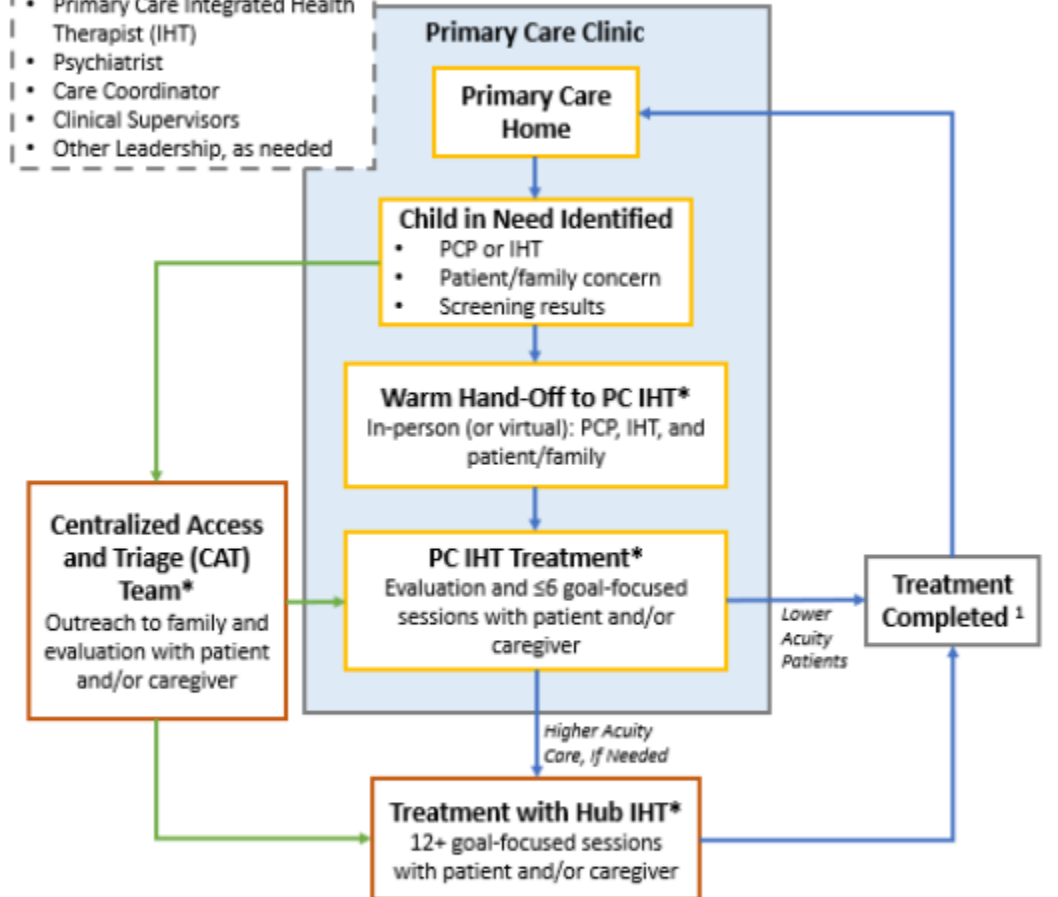 • Primary Care Integrated Health
Therapist (IHT)
• Psychiatrist
• Care Coordinator
• Clinical Supervisors
• Other Leadership, as needed
Primary Care Clinic
Primary Care
Home
Child in Need Identified
• PCP or IHT
• Patient/family concern
• Screening results
Warm Hand-Off to PC IHT*
In-person (or virtual): PCP, IHT, and
patient/family
Centralized Access
and Triage (CAT)
Team*
Outreach to family and
evaluation with patient
and/or caregiver
PC IHT Treatment*
Evaluation and ≤6 goal-focused
sessions with patient and/or
caregiver
Lower
Acuity
Patients
Treatment
Completed ¹
Higher Acuity
Care, If Needed
Treatment with Hub IHT*
12+ goal-focused sessions
with patient and/or caregiver